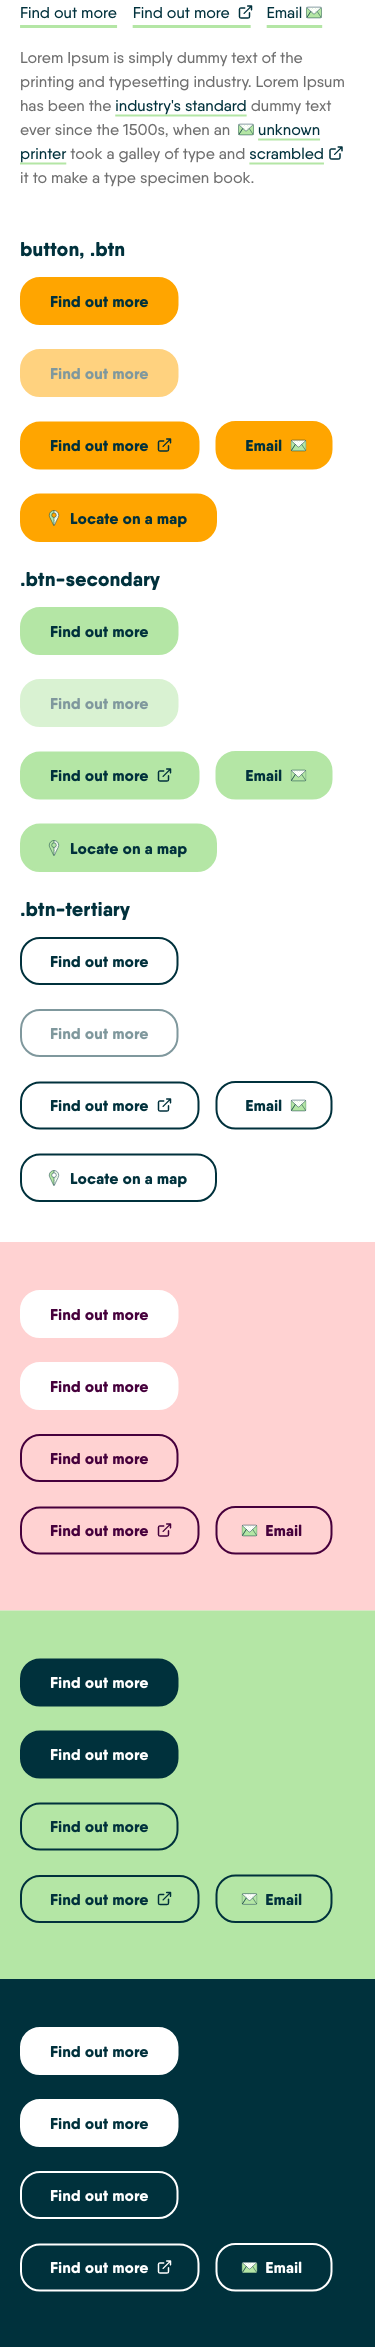 Find out more Find out more Email
Lorem Ipsum is simply dummy text of the
printing and typesetting industry. Lorem Ipsum
has been the industry's standard dummy text
ever since the 1500s, when an unknown
printer took a galley of type and scrambled
it to make a type specimen book.
button, .btn
Find out more
Find out more
Find out more Email
Locate on a map
.btn-secondary
Find out more
Find out more
Find out more Email
Locate on a map
.btn-tertiary
Find out more
Find out more
Find out more Email
Locate on a map
Find out more
Find out more
Find out more
Find out more Email
Find out more
Find out more
Find out more
Find out more Email
Find out more
Find out more
Find out more
Find out more Email